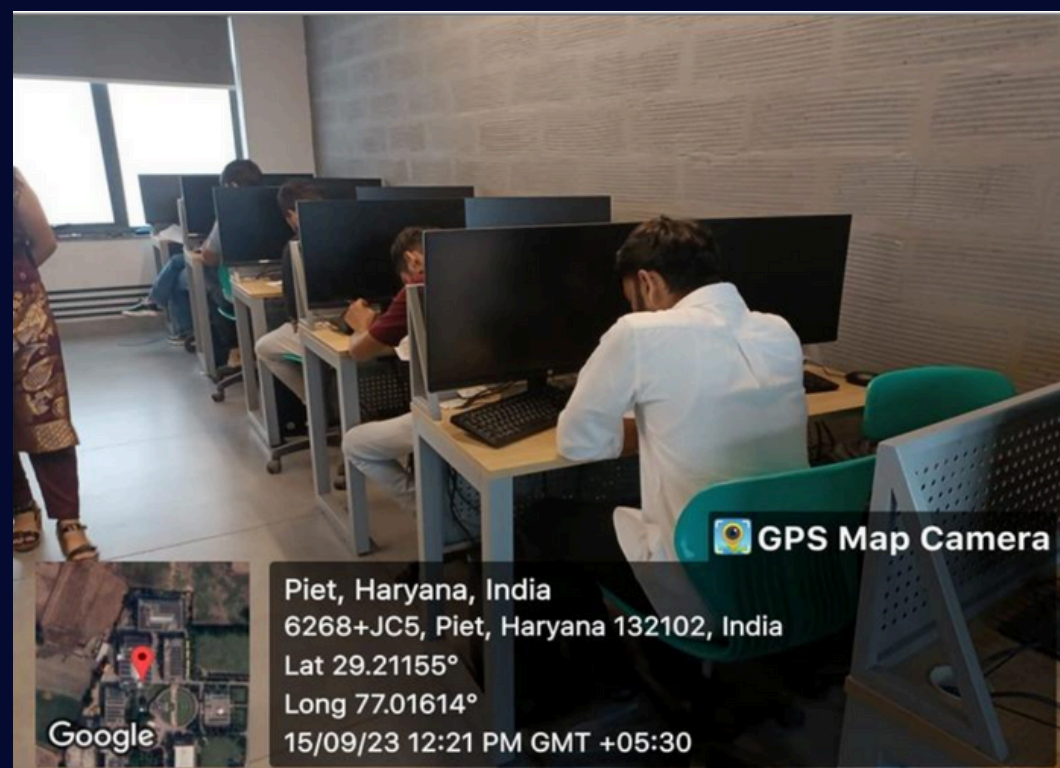 GPS Map Camera
Piet, Haryana, India
6268+JC5, Piet, Haryana 132102, India
Lat 29.21155°
Long 77.01614°
15/09/23 12:21 PM GMT +05:30
Google